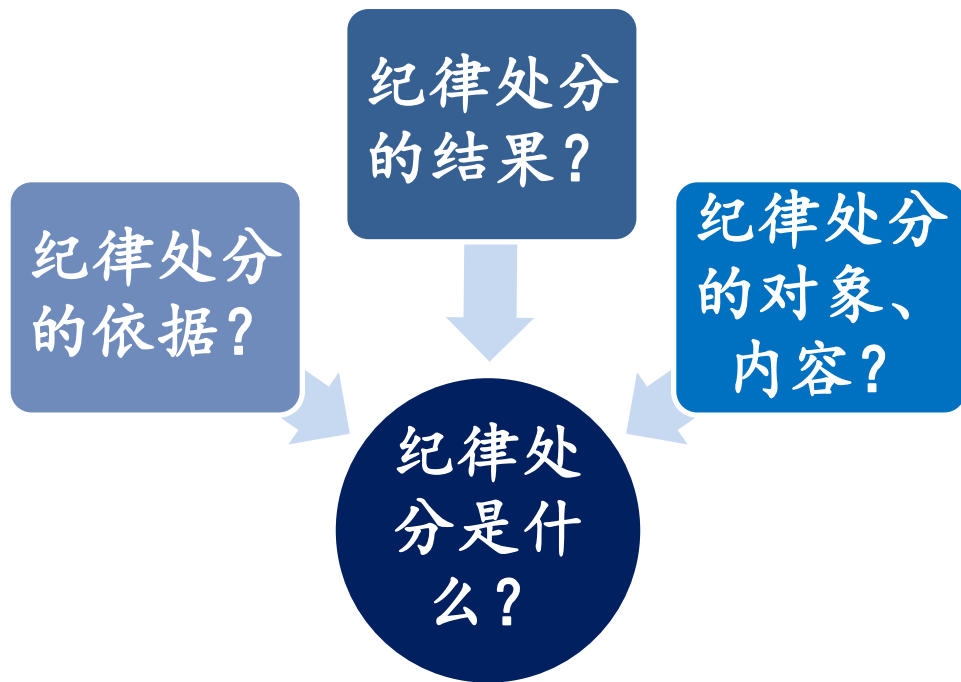 纪律处分
的结果？
纪律处分
的依据？
纪律处分
的对象、
内容？
纪律处
分是什
么？